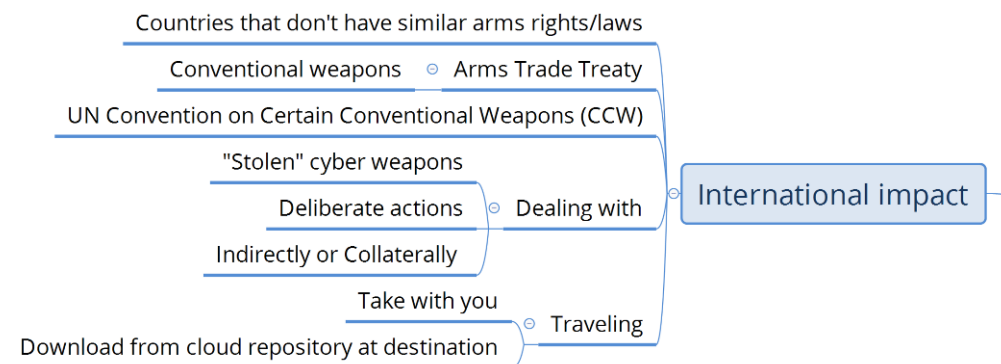 Countries that don't have similar arms rights/laws
Conventional weapons
Arms Trade Treaty
UN Convention on Certain Conventional Weapons (CCW)
"Stolen" cyber weapons
Deliberate actions
Dealing with
Indirectly or Collaterally
International impact
Take with you
Traveling
Download from cloud repository at destination